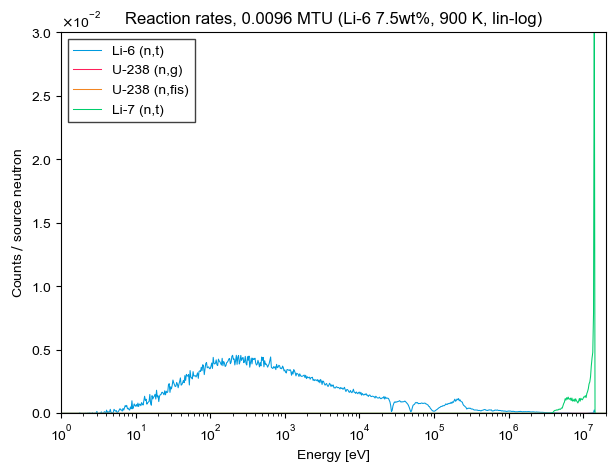 Reaction rates, 0.0096 MTU (Li-6 7.5wt%, 900 K, lin-log)
×10⁻²
3.0
2.5
2.0
1.5
1.0
0.5
0.0
Counts / source neutron
Li-6 (n,t)
U-238 (n,g)
U-238 (n,fis)
Li-7 (n,t)
10⁰ 10¹ 10² 10³ 10⁴ 10⁵ 10⁶ 10⁷
Energy [eV]